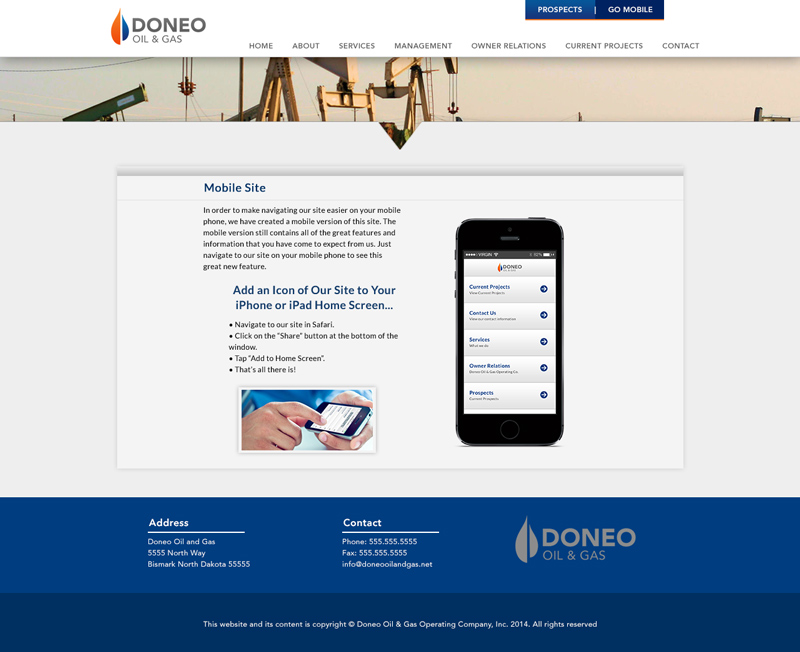 PROSPECTS | GO MOBILE
DONEO
OIL & GAS
HOME ABOUT SERVICES MANAGEMENT OWNER RELATIONS CURRENT PROJECTS CONTACT
Mobile Site
In order to make navigating our site easier on your mobile
phone, we have created a mobile version of this site. The
mobile version still contains all of the great features and
information that you have come to expect from us. Just
navigate to our site on your mobile phone to see this
great new feature.
Add an Icon of Our Site to Your
iPhone or iPad Home Screen...
• Navigate to our site in Safari.
• Click on the “Share” button at the bottom of the
window.
• Tap “Add to Home Screen”.
• That’s all there is!
VIRGIN
DONEO
OIL & GAS
Current Projects
View Current Projects
Contact Us
View our contact information
Services
What we do
Owner Relations
Doneo Oil & Gas Operating Co.
Prospects
Current Prospects
Address
Doneo Oil and Gas
5555 North Way
Bismark North Dakota 55555
Contact
Phone: 555.555.5555
Fax: 555.555.5555
info@doneooilandgas.net
DONEO
OIL & GAS
This website and its content is copyright © Doneo Oil & Gas Operating Company, Inc. 2014. All rights reserved